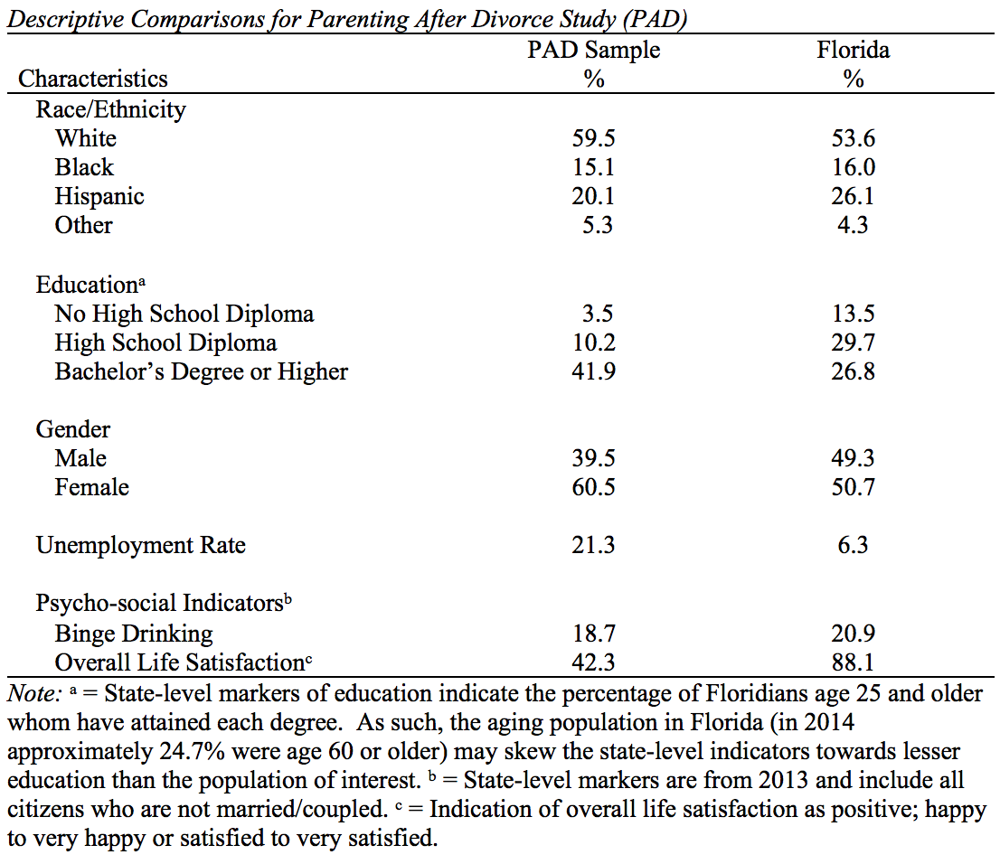 Descriptive Comparisons for Parenting After Divorce Study (PAD)
PAD Sample Florida
Characteristics % %
Race/Ethnicity
White 59.5 53.6
Black 15.1 16.0
Hispanic 20.1 26.1
Other 5.3 4.3
Educationᵃ
No High School Diploma 3.5 13.5
High School Diploma 10.2 29.7
Bachelor’s Degree or Higher 41.9 26.8
Gender
Male 39.5 49.3
Female 60.5 50.7
Unemployment Rate 21.3 6.3
Psycho-social Indicatorsᵇ
Binge Drinking 18.7 20.9
Overall Life Satisfactionᶜ 42.3 88.1
Note: ᵃ = State-level markers of education indicate the percentage of Floridians age 25 and older
whom have attained each degree.  As such, the aging population in Florida (in 2014
approximately 24.7% were age 60 or older) may skew the state-level indicators towards lesser
education than the population of interest. ᵇ = State-level markers are from 2013 and include all
citizens who are not married/coupled. ᶜ = Indication of overall life satisfaction as positive; happy
to very happy or satisfied to very satisfied.